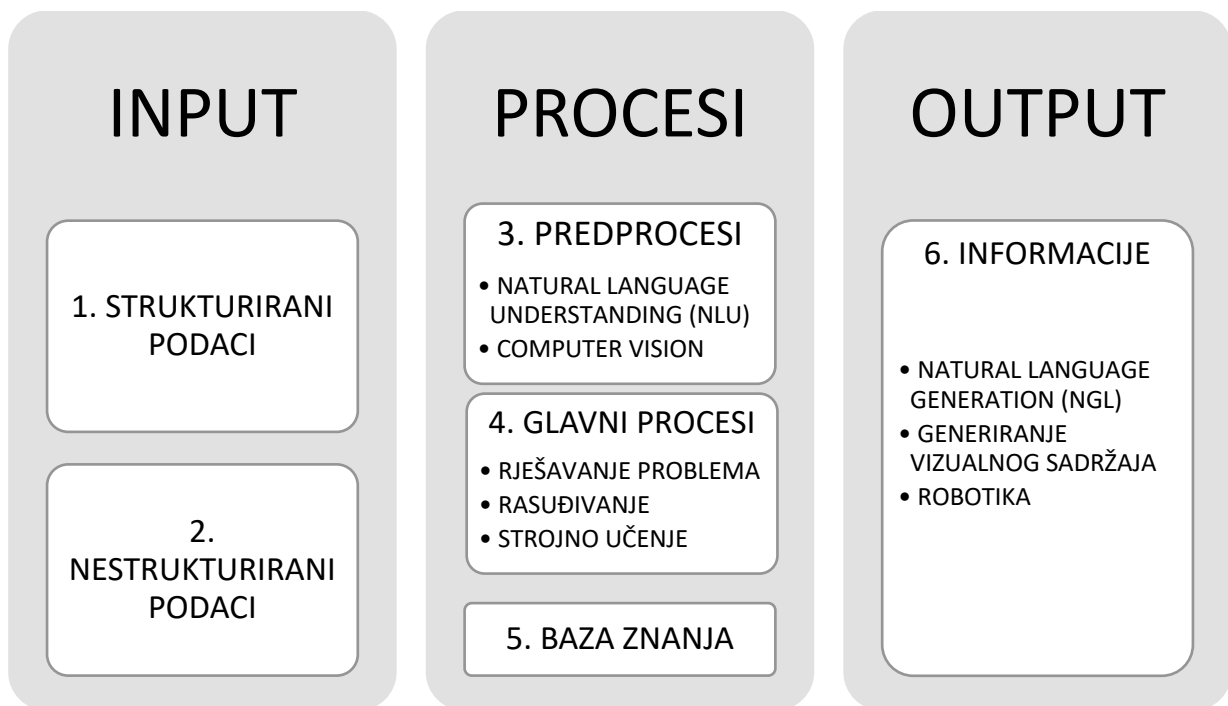 INPUT
1. STRUKTURIRANI
PODACI
2.
NESTRUKTURIRANI
PODACI
PROCESI
3. PREDPROCESI
• NATURAL LANGUAGE
UNDERSTANDING (NLU)
• COMPUTER VISION
4. GLAVNI PROCESI
• RJEŠAVANJE PROBLEMA
• RASUĐIVANJE
• STROJNO UČENJE
5. BAZA ZNANJA
OUTPUT
6. INFORMACIJE
• NATURAL LANGUAGE
GENERATION (NGL)
• GENERIRANJE
VIZUALNOG SADRŽAJA
• ROBOTIKA